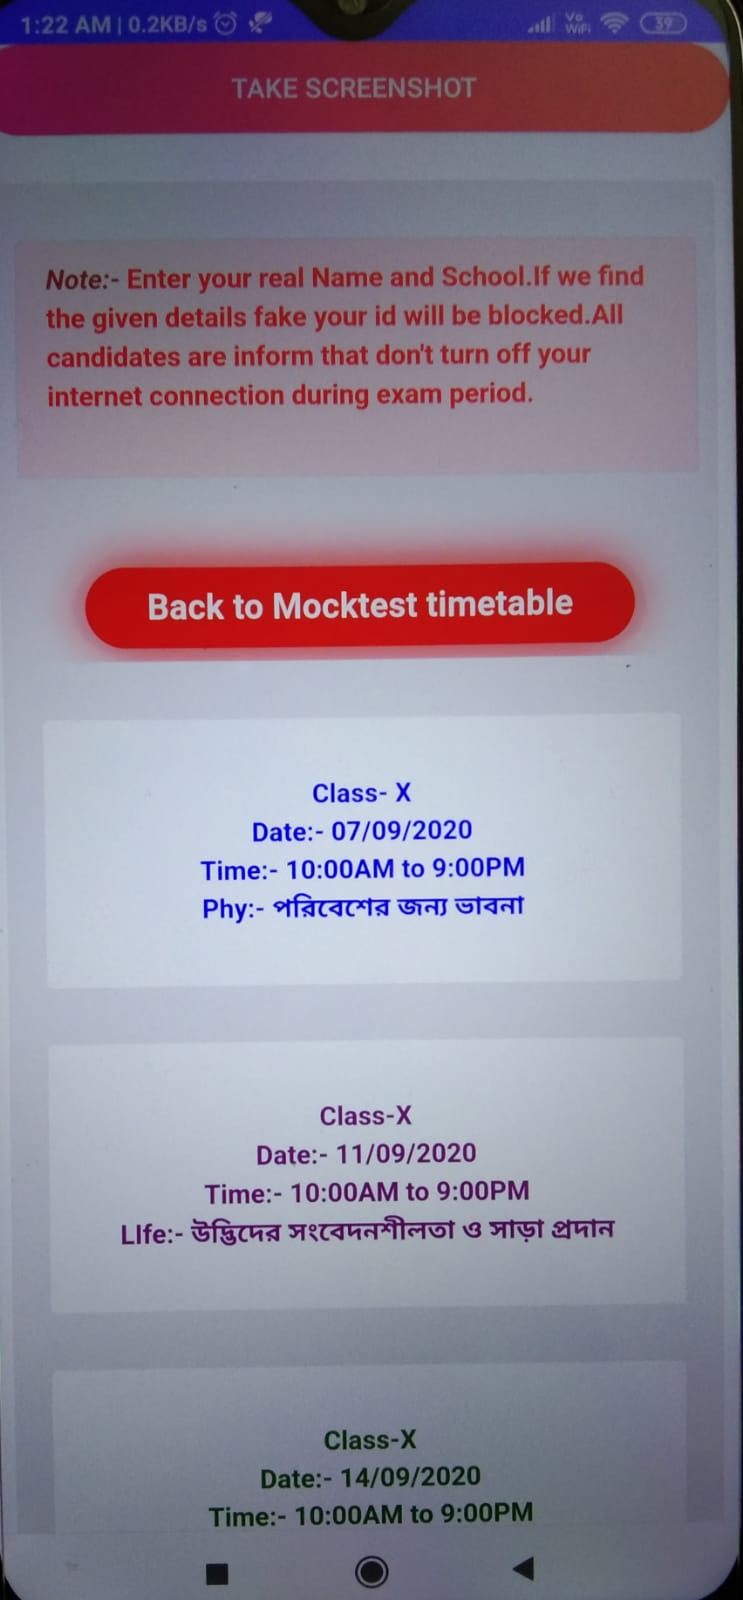 1:22 AM | 0.2KB/s
Vo
WiFi
39
TAKE SCREENSHOT
Note:- Enter your real Name and School.If we find
the given details fake your id will be blocked.All
candidates are inform that don't turn off your
internet connection during exam period.
Back to Mocktest timetable
Class- X
Date:- 07/09/2020
Time:- 10:00AM to 9:00PM
Phy:- পরিবেশের জন্য ভাবনা
Class-X
Date:- 11/09/2020
Time:- 10:00AM to 9:00PM
LIfe:- উদ্ভিদের সংবেদনশীলতা ও সাড়া প্রদান
Class-X
Date:- 14/09/2020
Time:- 10:00AM to 9:00PM